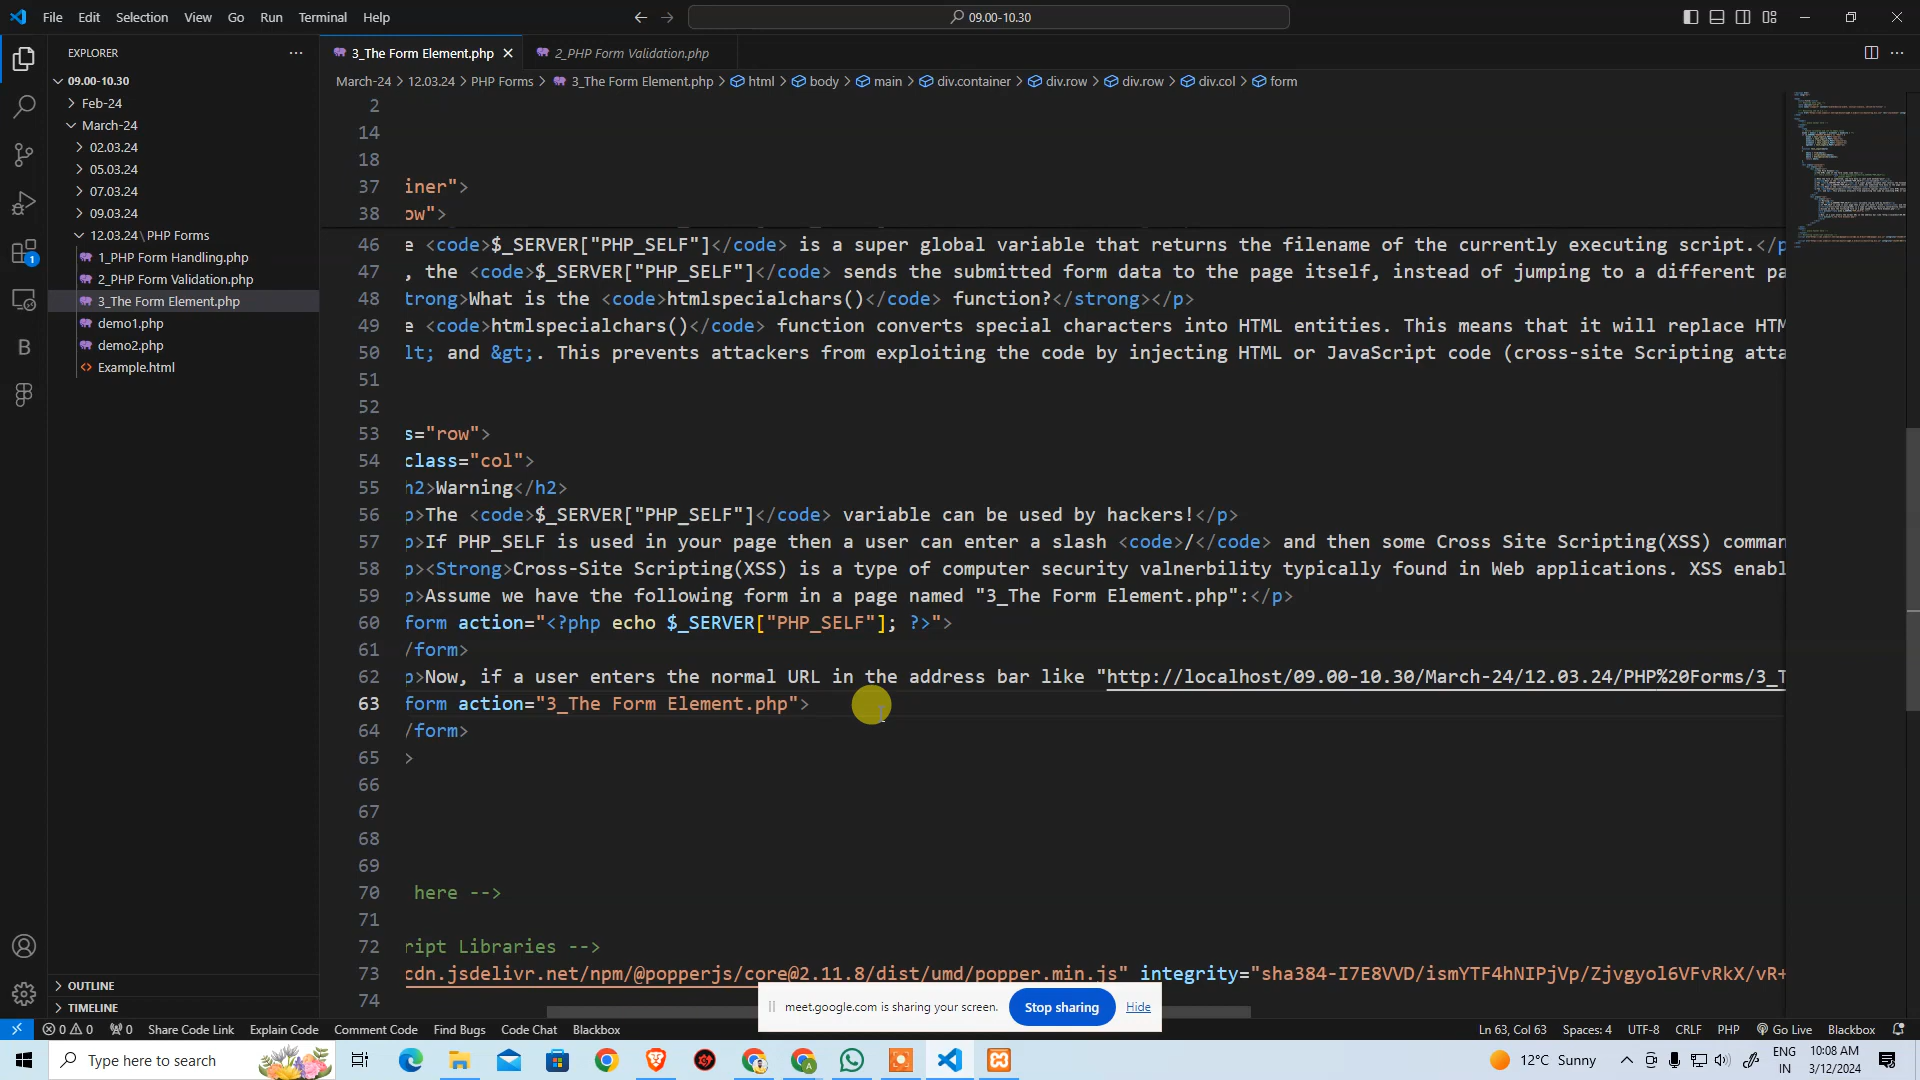 File Edit Selection View Go Run Terminal Help
09.00-10.30
EXPLORER
3_The Form Element.php
2_PHP Form Validation.php
09.00-10.30
March-24 > 12.03.24 > PHP Forms > 3_The Form Element.php > html > body > main > div.container > div.row > div.row > div.col > form
Feb-24
March-24
02.03.24
05.03.24
07.03.24
09.03.24
12.03.24 \ PHP Forms
1_PHP Form Handling.php
2_PHP Form Validation.php
3_The Form Element.php
demo1.php
demo2.php
Example.html
OUTLINE
TIMELINE
2
14
18
37 iner">
38 ow">
46 e <code>$_SERVER["PHP_SELF"]</code> is a super global variable that returns the filename of the currently executing script.</p
47 , the <code>$_SERVER["PHP_SELF"]</code> sends the submitted form data to the page itself, instead of jumping to a different pa
48 trong>What is the <code>htmlspecialchars()</code> function?</strong></p>
49 e <code>htmlspecialchars()</code> function converts special characters into HTML entities. This means that it will replace HTM
50 lt; and &gt;. This prevents attackers from exploiting the code by injecting HTML or JavaScript code (cross-site Scripting atta
51
52
53 s="row">
54 class="col">
55 h2>Warning</h2>
56 p>The <code>$_SERVER["PHP_SELF"]</code> variable can be used by hackers!</p>
57 p>If PHP_SELF is used in your page then a user can enter a slash <code>/</code> and then some Cross Site Scripting(XSS) comman
58 p><Strong>Cross-Site Scripting(XSS) is a type of computer security valnerbility typically found in Web applications. XSS enabl
59 p>Assume we have the following form in a page named "3_The Form Element.php":</p>
60 form action="<?php echo $_SERVER["PHP_SELF"]; ?>">
61 /form>
62 p>Now, if a user enters the normal URL in the address bar like "http://localhost/09.00-10.30/March-24/12.03.24/PHP%20Forms/3_T
63 form action="3_The Form Element.php">
64 /form>
65 >
66
67
68
69
70 here -->
71
72 ript Libraries -->
73 cdn.jsdelivr.net/npm/@popperjs/core@2.11.8/dist/umd/popper.min.js" integrity="sha384-I7E8VVD/ismYTF4hNIPjVp/Zjvgyol6VFvRkX/vR+
74
meet.google.com is sharing your screen. Stop sharing Hide
0 0 0 Share Code Link Explain Code Comment Code Find Bugs Code Chat Blackbox Ln 63, Col 63 Spaces: 4 UTF-8 CRLF PHP Go Live Blackbox
Type here to search
12°C Sunny
ENG
IN
10:08 AM
3/12/2024